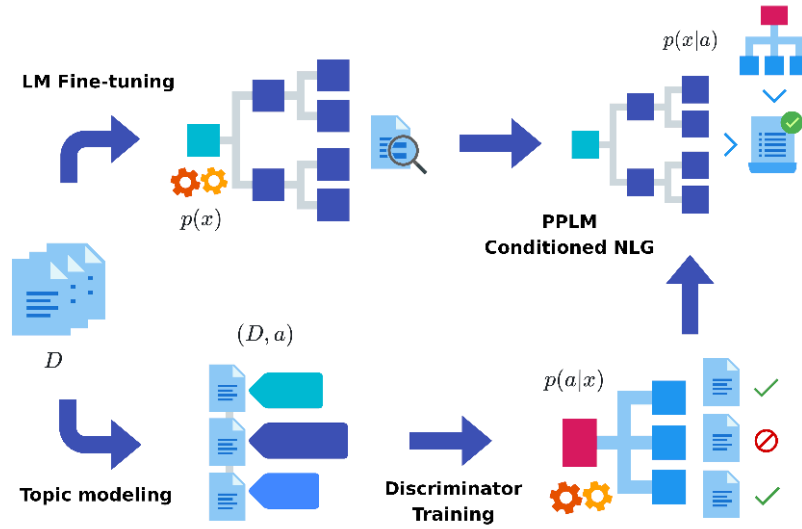 p(x|a)
LM Fine-tuning
p(x)
PPLM
Conditioned NLG
D
(D, a)
p(a|x)
Topic modeling
Discriminator
Training